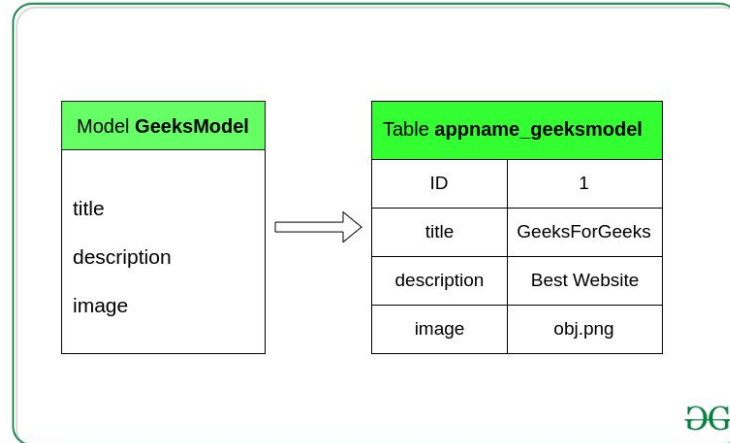 Model GeeksModel
title
description
image
Table appname_geeksmodel
ID 1
title GeeksForGeeks
description Best Website
image obj.png